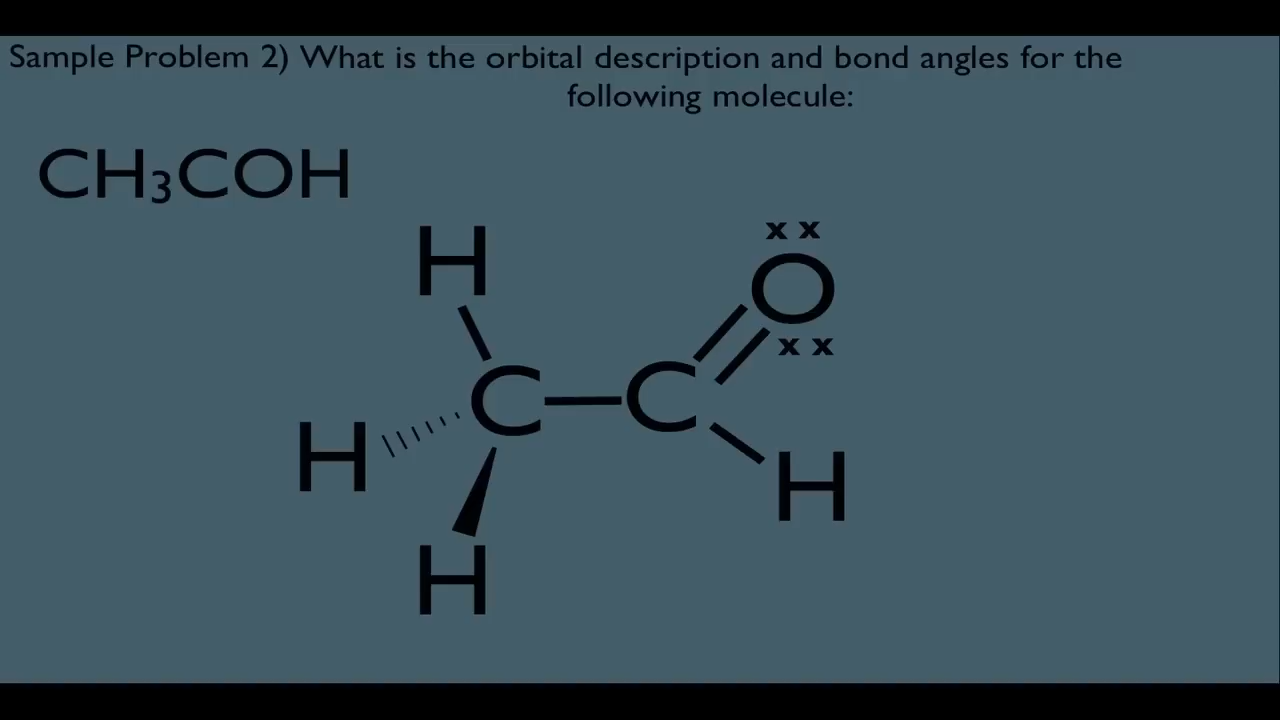 Sample Problem 2) What is the orbital description and bond angles for the
following molecule:
CH₃COH
x x
H
O
x x
C C
H
H
H